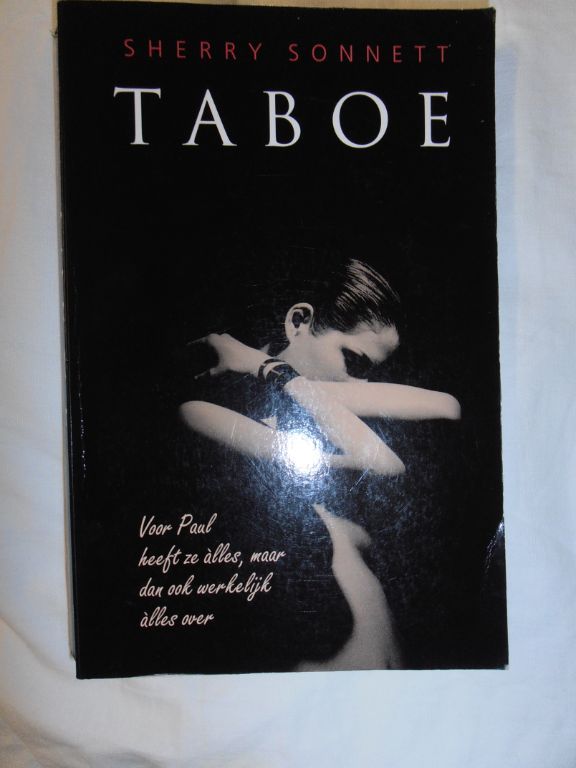 SHERRY SONNETT
TABOE
Voor Paul
heeft ze àlles, maar
dan ook werkelijk
àlles over